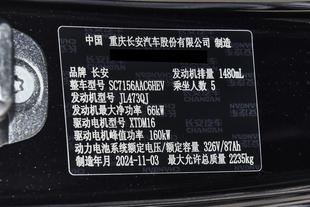 中国 重庆长安汽车股份有限公司 制造
品牌 长安 发动机排量 1480mL
整车型号 SC7156AAC6HEV 乘坐人数 5
发动机型号 JL473QJ
发动机最大净功率 66kW
驱动电机型号 XTDM16
驱动电机峰值功率 160kW
动力电池系统额定电压/额定容量 326V/87Ah
制造年月 2024-11-03 最大允许总质量 2235kg